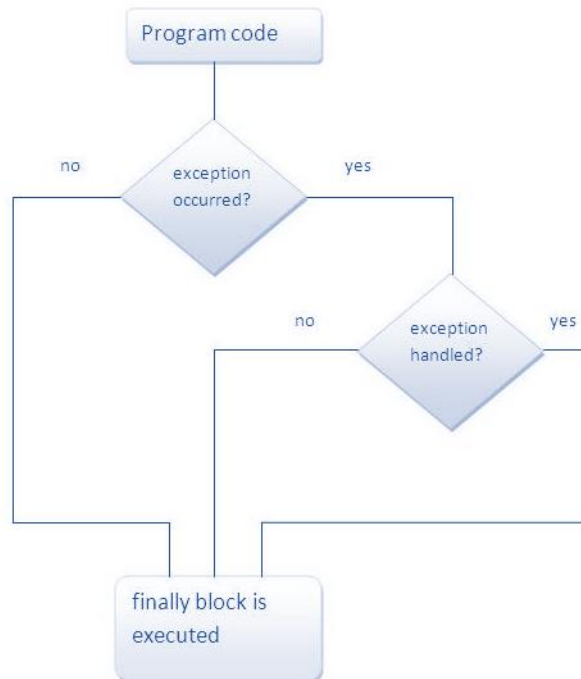 Program code
no
exception
occurred?
yes
no
exception
handled?
yes
finally block is
executed